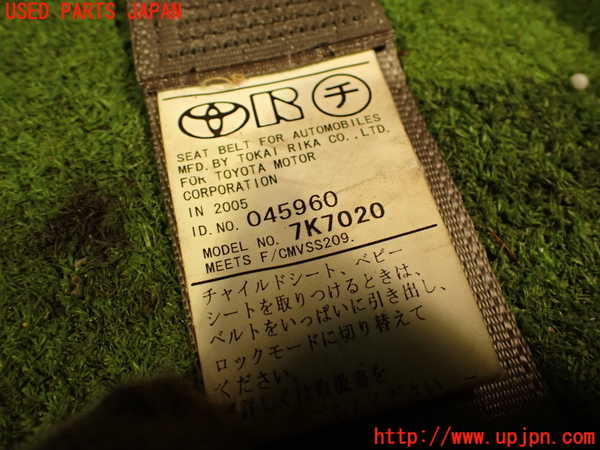 USED PARTS JAPAN
R チ
SEAT BELT FOR AUTOMOBILES
MFD. BY TOKAI RIKA CO.,LTD.
FOR TOYOTA MOTOR
CORPORATION
IN 2005
ID.NO. 045960
MODEL NO. 7K7020
MEETS F/CMVSS209.
チャイルドシート、ベビー
シートを取りつけるときは、
ベルトをいっぱいに引き出し、
ロックモードに切り替えて
ください。
http://www.upjpn.com